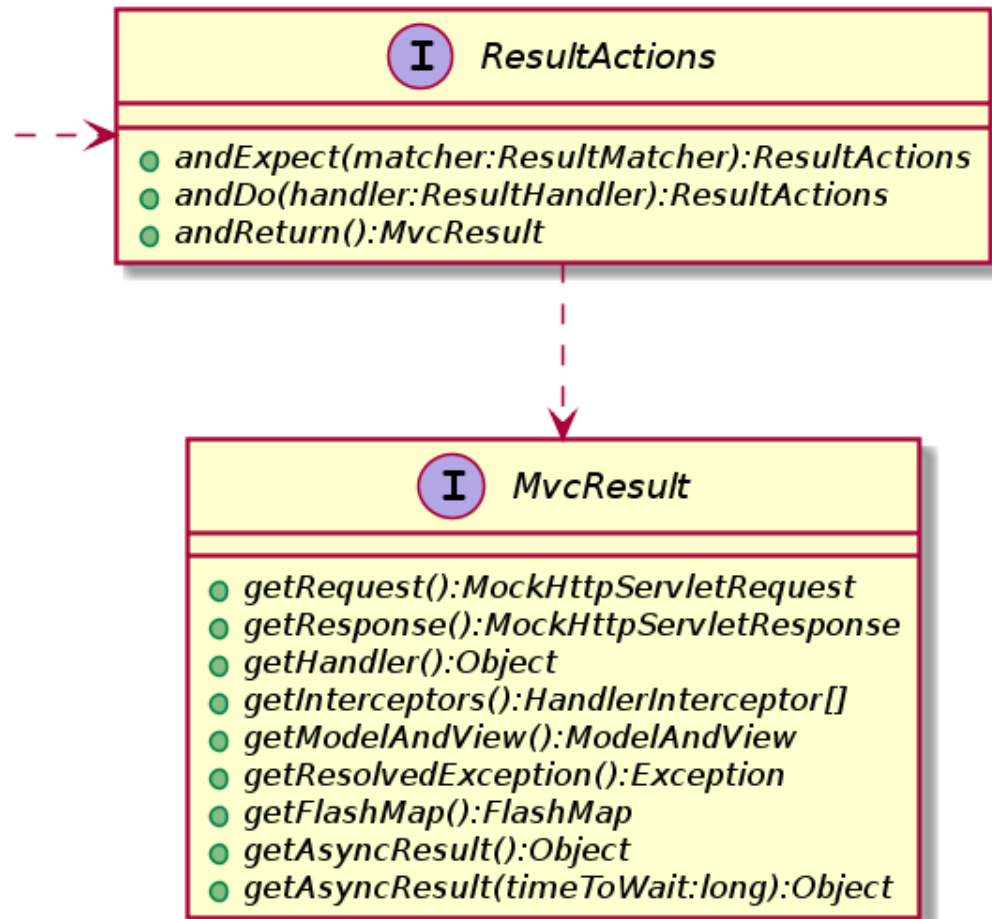 I ResultActions
andExpect(matcher:ResultMatcher):ResultActions
andDo(handler:ResultHandler):ResultActions
andReturn():MvcResult
I MvcResult
getRequest():MockHttpServletRequest
getResponse():MockHttpServletResponse
getHandler():Object
getInterceptors():HandlerInterceptor[]
getModelAndView():ModelAndView
getResolvedException():Exception
getFlashMap():FlashMap
getAsyncResult():Object
getAsyncResult(timeToWait:long):Object